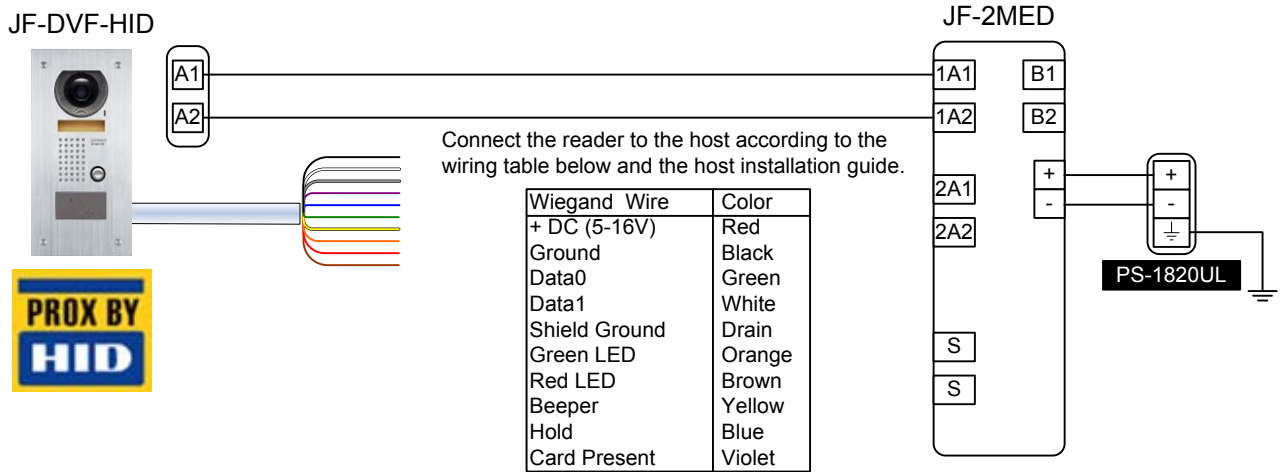 JF-DVF-HID
JF-2MED
A1
A2
1A1
B1
1A2
B2
Connect the reader to the host according to the
wiring table below and the host installation guide.
Wiegand Wire Color
+ DC (5-16V) Red
Ground Black
Data0 Green
Data1 White
Shield Ground Drain
Green LED Orange
Red LED Brown
Beeper Yellow
Hold Blue
Card Present Violet
2A1
2A2
+
-
+
-
PS-1820UL
S
S
PROX BY
HID